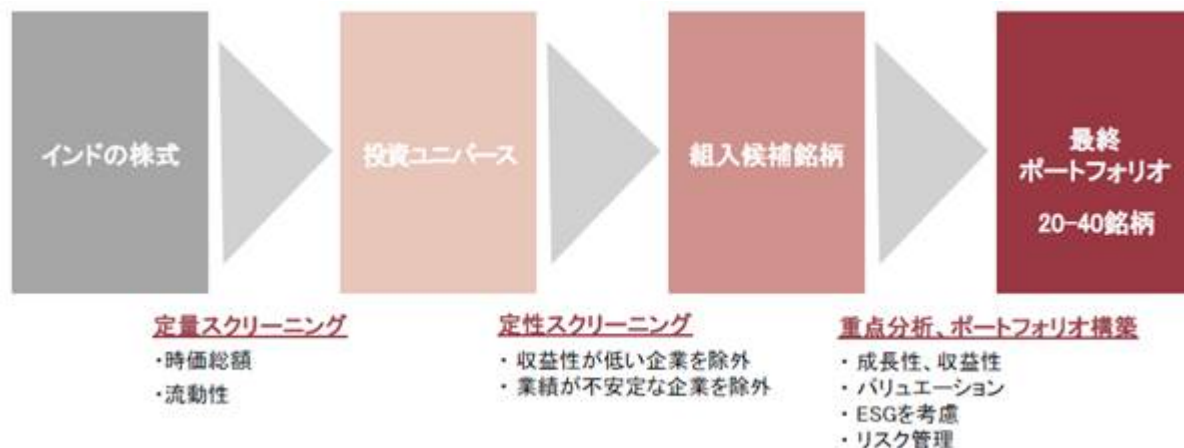 インドの株式
投資ユニバース
組入候補銘柄
最終
ポートフォリオ
20-40銘柄
定量スクリーニング
・時価総額
・流動性
定性スクリーニング
・ 収益性が低い企業を除外
・ 業績が不安定な企業を除外
重点分析、ポートフォリオ構築
・ 成長性、収益性
・ バリュエーション
・ ESGを考慮
・ リスク管理